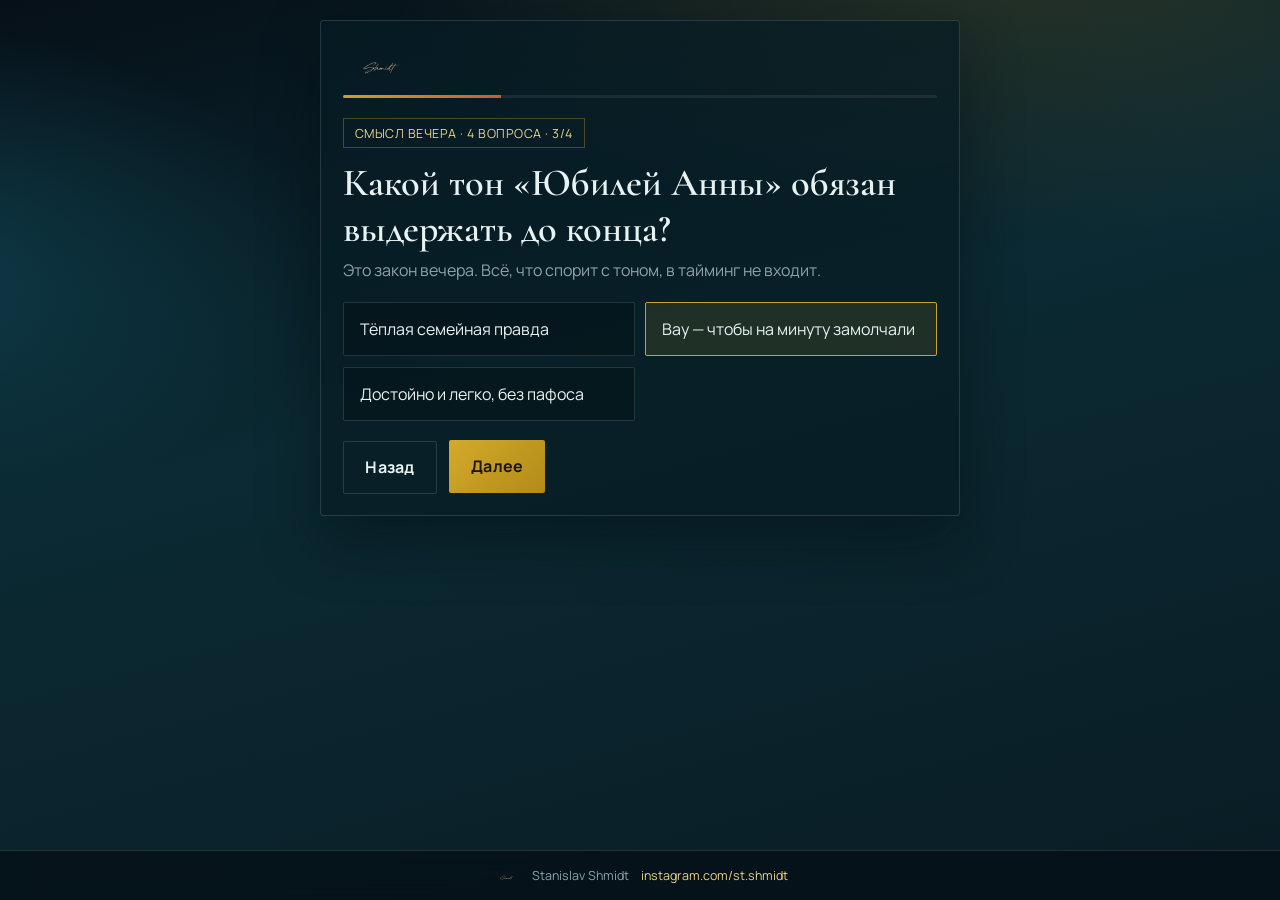 Shmidt
СМЫСЛ ВЕЧЕРА · 4 ВОПРОСА · 3/4
Какой тон «Юбилей Анны» обязан
выдержать до конца?
Это закон вечера. Всё, что спорит с тоном, в тайминг не входит.
Тёплая семейная правда
Вау — чтобы на минуту замолчали
Достойно и легко, без пафоса
Назад
Далее
Stanislav Shmidt instagram.com/st.shmidt